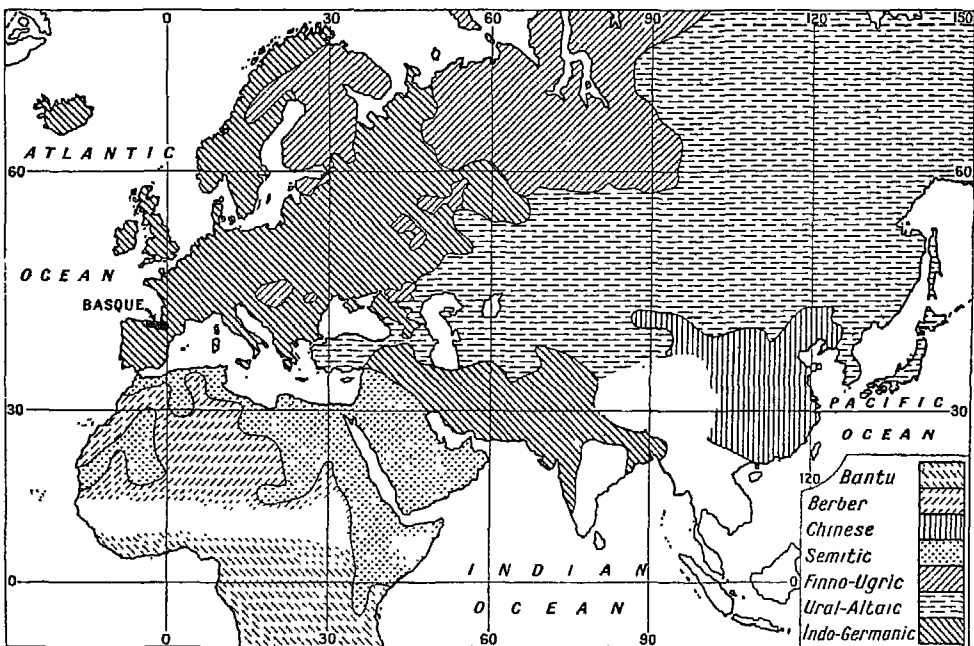 0 30 60 90 120 150
ATLANTIC
60 60
OCEAN
BASQUE
30 30
PACIFIC
OCEAN
120
Bantu
Berber
Chinese
Semitic
Finno-Ugric
Ural-Altaic
Indo-Germanic
0 INDIAN 0
OCEAN
0 30 60 90